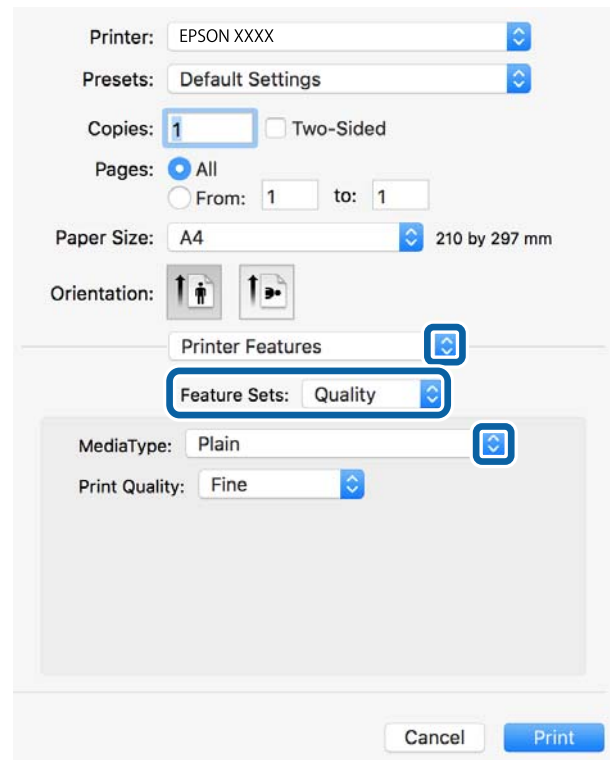 Printer: EPSON XXXX
Presets: Default Settings
Copies: 1 Two-Sided
Pages: All
From: 1 to: 1
Paper Size: A4 210 by 297 mm
Orientation:
Printer Features
Feature Sets: Quality
MediaType: Plain
Print Quality: Fine
Cancel Print